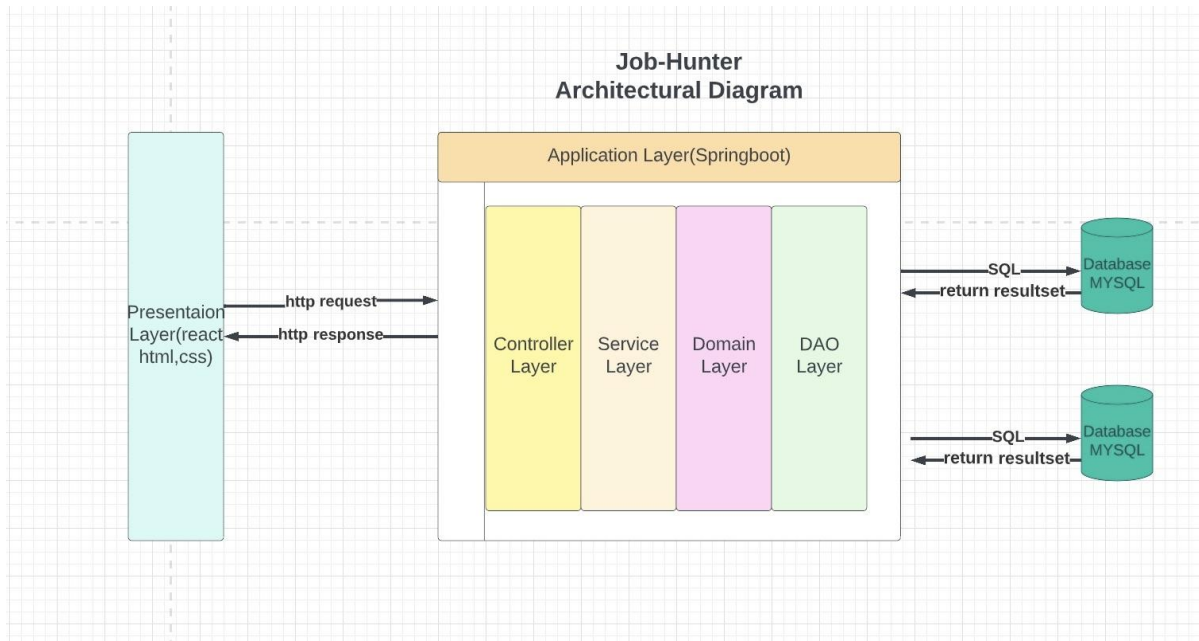 Job-Hunter
Architectural Diagram
Application Layer(Springboot)
Presentaion
Layer(react
html,css)
http request
http response
Controller
Layer
Service
Layer
Domain
Layer
DAO
Layer
SQL
return resultset
Database
MYSQL
SQL
return resultset
Database
MYSQL